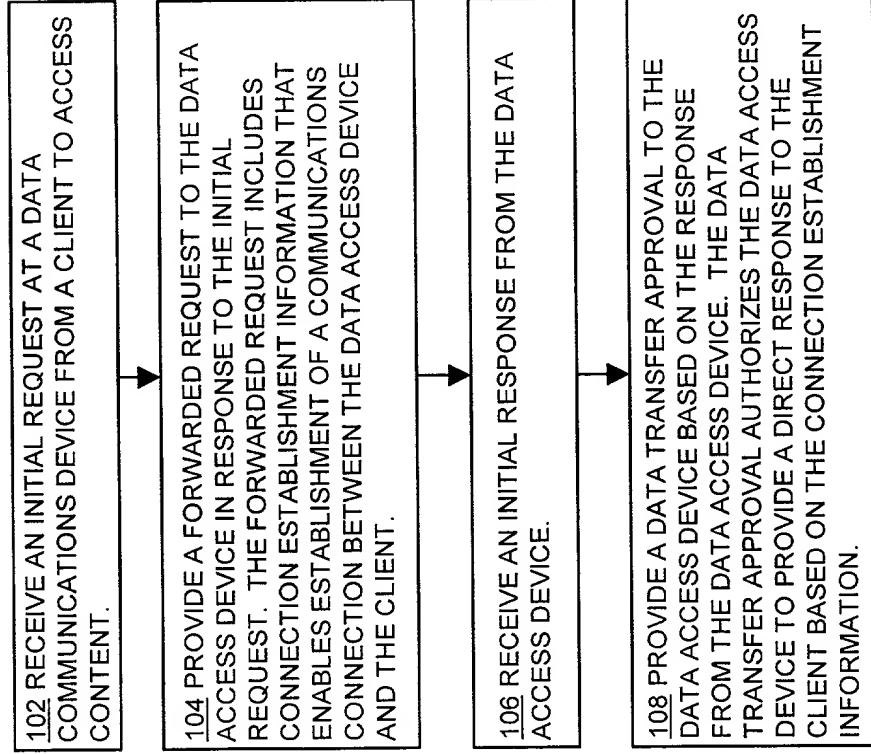 102 RECEIVE AN INITIAL REQUEST AT A DATA
COMMUNICATIONS DEVICE FROM A CLIENT TO ACCESS
CONTENT.
104 PROVIDE A FORWARDED REQUEST TO THE DATA
ACCESS DEVICE IN RESPONSE TO THE INITIAL
REQUEST. THE FORWARDED REQUEST INCLUDES
CONNECTION ESTABLISHMENT INFORMATION THAT
ENABLES ESTABLISHMENT OF A COMMUNICATIONS
CONNECTION BETWEEN THE DATA ACCESS DEVICE
AND THE CLIENT.
106 RECEIVE AN INITIAL RESPONSE FROM THE DATA
ACCESS DEVICE.
108 PROVIDE A DATA TRANSFER APPROVAL TO THE
DATA ACCESS DEVICE BASED ON THE RESPONSE
FROM THE DATA ACCESS DEVICE. THE DATA
TRANSFER APPROVAL AUTHORIZES THE DATA ACCESS
DEVICE TO PROVIDE A DIRECT RESPONSE TO THE
CLIENT BASED ON THE CONNECTION ESTABLISHMENT
INFORMATION.